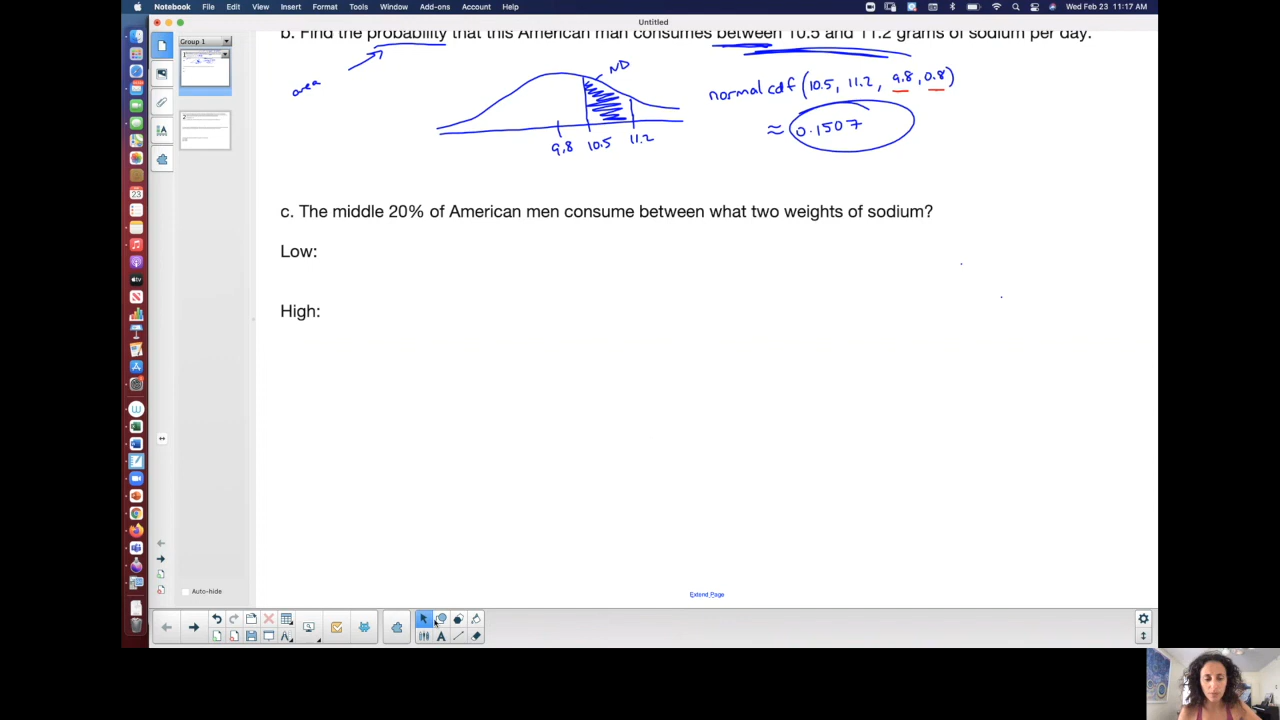 Notebook File Edit View Insert Format Tools Window Add-ons Account Help Wed Feb 23 11:17 AM
Untitled
Group 1
b. Find the probability that this American man consumes between 10.5 and 11.2 grams of sodium per day.
area
ND
9.8 10.5 11.2
normalcdf (10.5, 11.2, 9.8, 0.8)
≈ 0.1507
c. The middle 20% of American men consume between what two weights of sodium?
Low:
High:
Auto-hide
Extend Page